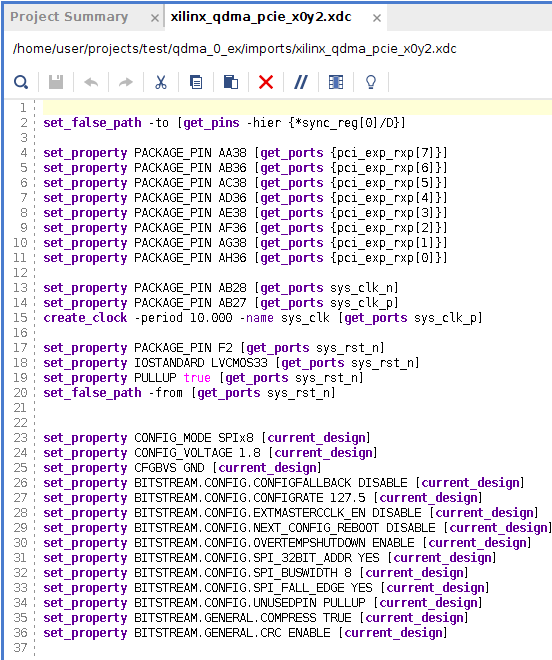 Project Summary × xilinx_qdma_pcie_x0y2.xdc ×
/home/user/projects/test/qdma_0_ex/imports/xilinx_qdma_pcie_x0y2.xdc
1
2 set_false_path -to [get_pins -hier {*sync_reg[0]/D}]
3
4 set_property PACKAGE_PIN AA38 [get_ports {pci_exp_rxp[7]}]
5 set_property PACKAGE_PIN AB36 [get_ports {pci_exp_rxp[6]}]
6 set_property PACKAGE_PIN AC38 [get_ports {pci_exp_rxp[5]}]
7 set_property PACKAGE_PIN AD36 [get_ports {pci_exp_rxp[4]}]
8 set_property PACKAGE_PIN AE38 [get_ports {pci_exp_rxp[3]}]
9 set_property PACKAGE_PIN AF36 [get_ports {pci_exp_rxp[2]}]
10 set_property PACKAGE_PIN AG38 [get_ports {pci_exp_rxp[1]}]
11 set_property PACKAGE_PIN AH36 [get_ports {pci_exp_rxp[0]}]
12
13 set_property PACKAGE_PIN AB28 [get_ports sys_clk_n]
14 set_property PACKAGE_PIN AB27 [get_ports sys_clk_p]
15 create_clock -period 10.000 -name sys_clk [get_ports sys_clk_p]
16
17 set_property PACKAGE_PIN F2 [get_ports sys_rst_n]
18 set_property IOSTANDARD LVCMOS33 [get_ports sys_rst_n]
19 set_property PULLUP true [get_ports sys_rst_n]
20 set_false_path -from [get_ports sys_rst_n]
21
22
23 set_property CONFIG_MODE SPIx8 [current_design]
24 set_property CONFIG_VOLTAGE 1.8 [current_design]
25 set_property CFGBVS GND [current_design]
26 set_property BITSTREAM.CONFIG.CONFIGFALLBACK DISABLE [current_design]
27 set_property BITSTREAM.CONFIG.CONFIGRATE 127.5 [current_design]
28 set_property BITSTREAM.CONFIG.EXTMASTERCCLK_EN DISABLE [current_design]
29 set_property BITSTREAM.CONFIG.NEXT_CONFIG_REBOOT DISABLE [current_design]
30 set_property BITSTREAM.CONFIG.OVERTEMPSHUTDOWN ENABLE [current_design]
31 set_property BITSTREAM.CONFIG.SPI_32BIT_ADDR YES [current_design]
32 set_property BITSTREAM.CONFIG.SPI_BUSWIDTH 8 [current_design]
33 set_property BITSTREAM.CONFIG.SPI_FALL_EDGE YES [current_design]
34 set_property BITSTREAM.CONFIG.UNUSEDPIN PULLUP [current_design]
35 set_property BITSTREAM.GENERAL.COMPRESS TRUE [current_design]
36 set_property BITSTREAM.GENERAL.CRC ENABLE [current_design]
37